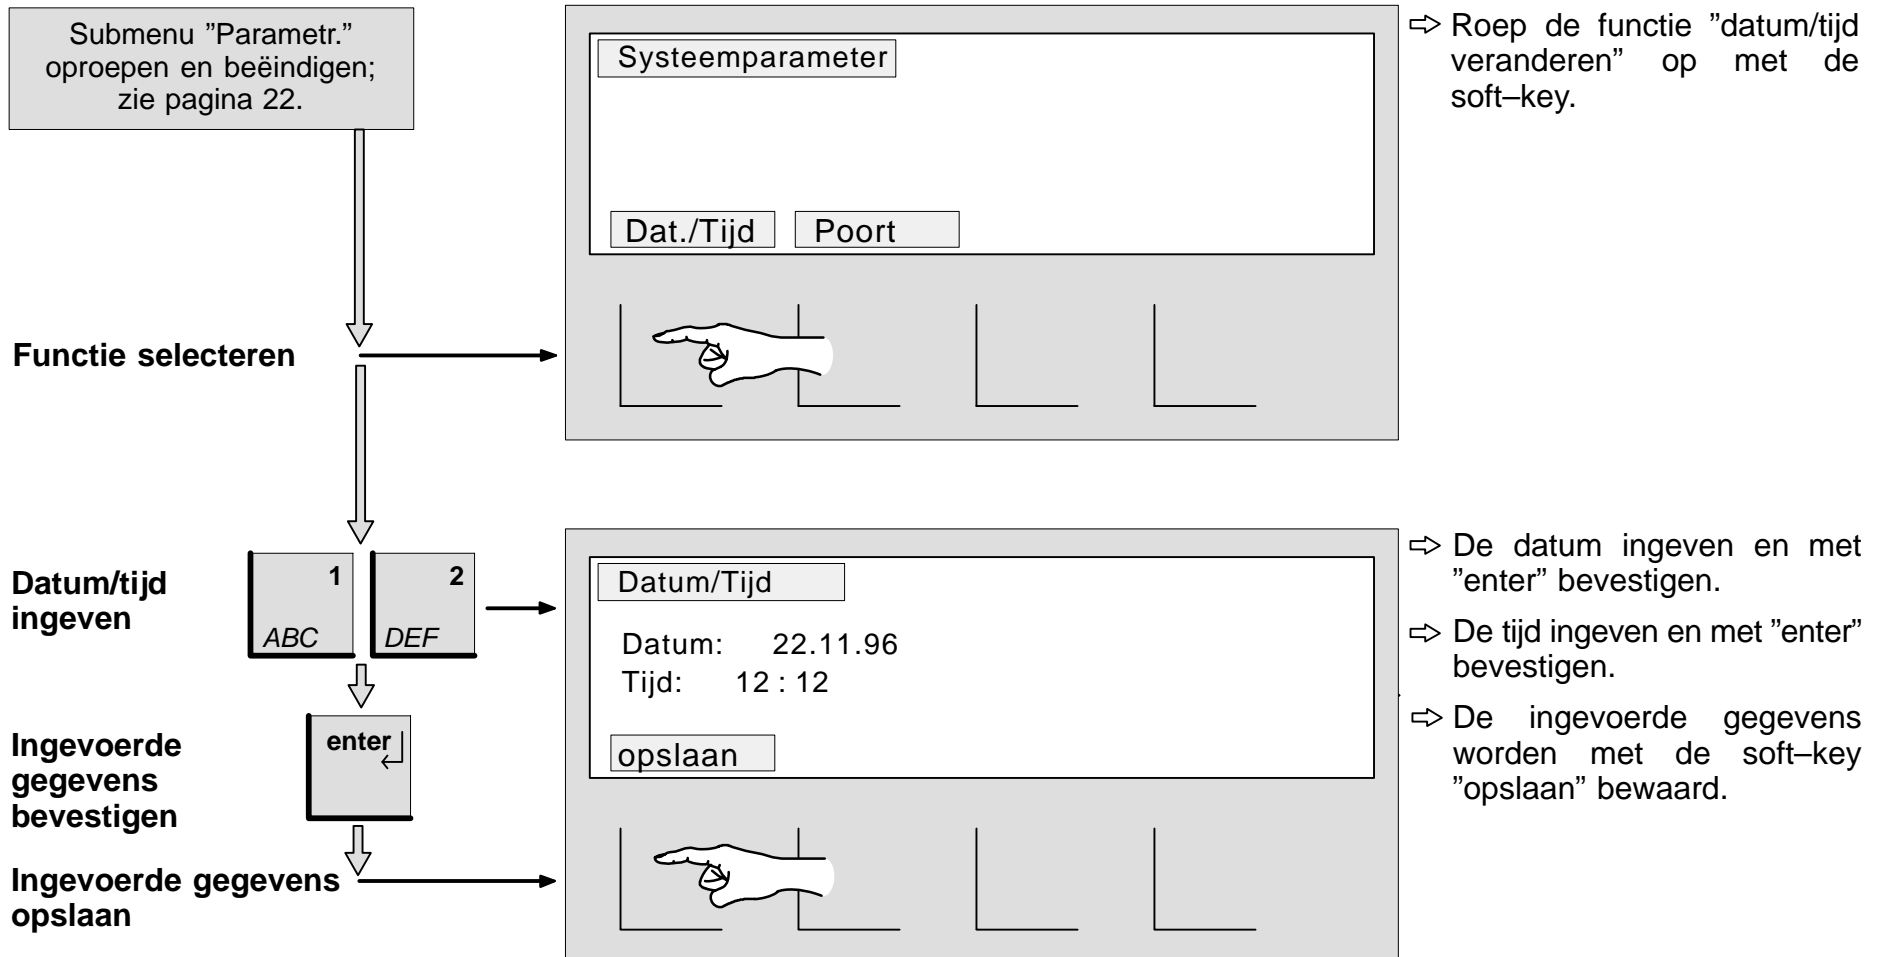 Submenu ”Parametr.”
oproepen en beëindigen;
zie pagina 22.
Systeemparameter
Dat./Tijd
Poort
⇨ Roep de functie ”datum/tijd
veranderen” op met de
soft–key.
Functie selecteren
Datum/tijd
ingeven
1
ABC
2
DEF
Datum/Tijd
Datum: 22.11.96
Tijd: 12 : 12
opslaan
⇨ De datum ingeven en met
”enter” bevestigen.
⇨ De tijd ingeven en met ”enter”
bevestigen.
⇨ De ingevoerde gegevens
worden met de soft–key
”opslaan” bewaard.
Ingevoerde
gegevens
bevestigen
enter
Ingevoerde gegevens
opslaan